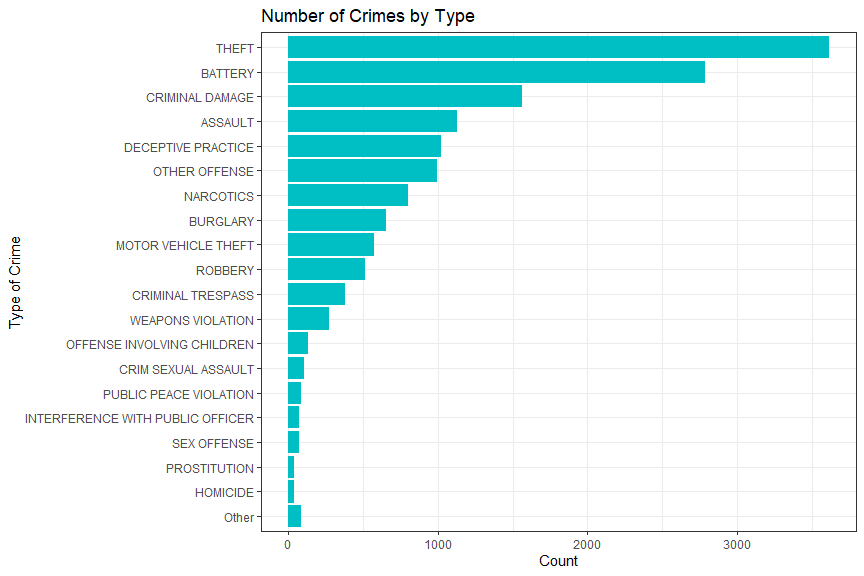 Number of Crimes by Type
THEFT
BATTERY
CRIMINAL DAMAGE
ASSAULT
DECEPTIVE PRACTICE
OTHER OFFENSE
NARCOTICS
BURGLARY
MOTOR VEHICLE THEFT
ROBBERY
CRIMINAL TRESPASS
WEAPONS VIOLATION
OFFENSE INVOLVING CHILDREN
CRIM SEXUAL ASSAULT
PUBLIC PEACE VIOLATION
INTERFERENCE WITH PUBLIC OFFICER
SEX OFFENSE
PROSTITUTION
HOMICIDE
Other
Type of Crime
0 1000 2000 3000
Count